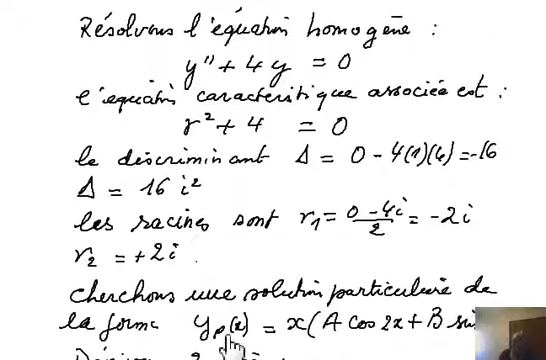 Résolvons l'équation homogène :
y'' + 4y = 0
l'équation caractéristique associée est :
r² + 4 = 0
le discriminant Δ = 0 - 4(1)(4) = -16
Δ = 16 i²
les racines sont r₁ = (0 - 4i)/2 = -2i
r₂ = +2i .
cherchons une solution particulière de
la forme y_p(x) = x(A cos 2x + B